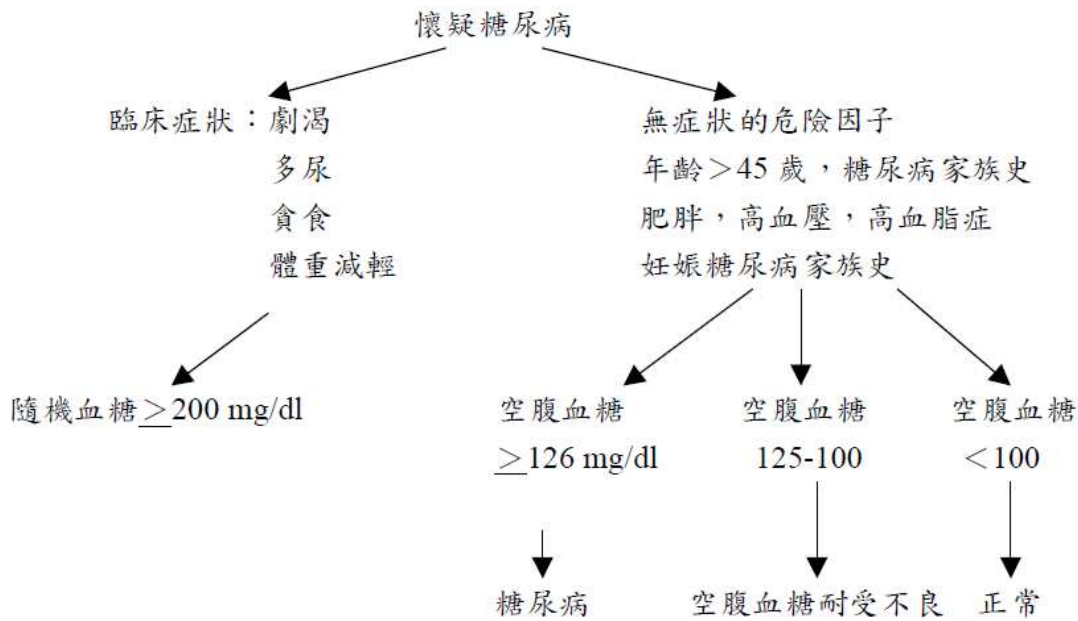 懷疑糖尿病
臨床症狀：劇渴
多尿
貪食
體重減輕
無症狀的危險因子
年齡＞45 歲，糖尿病家族史
肥胖，高血壓，高血脂症
妊娠糖尿病家族史
隨機血糖≥200 mg/dl
空腹血糖
≥126 mg/dl
空腹血糖
125-100
空腹血糖
＜100
糖尿病
空腹血糖耐受不良
正常